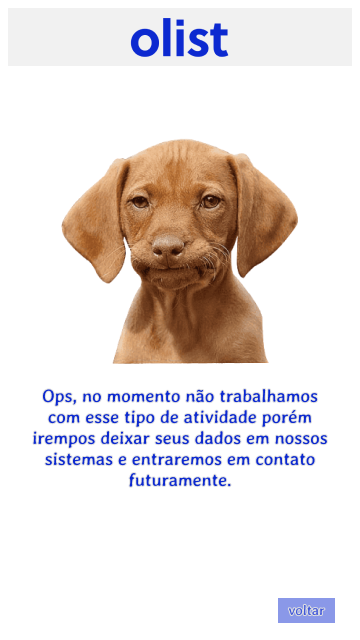 olist
Ops, no momento não trabalhamos
com esse tipo de atividade porém
irempos deixar seus dados em nossos
sistemas e entraremos em contato
futuramente.
voltar